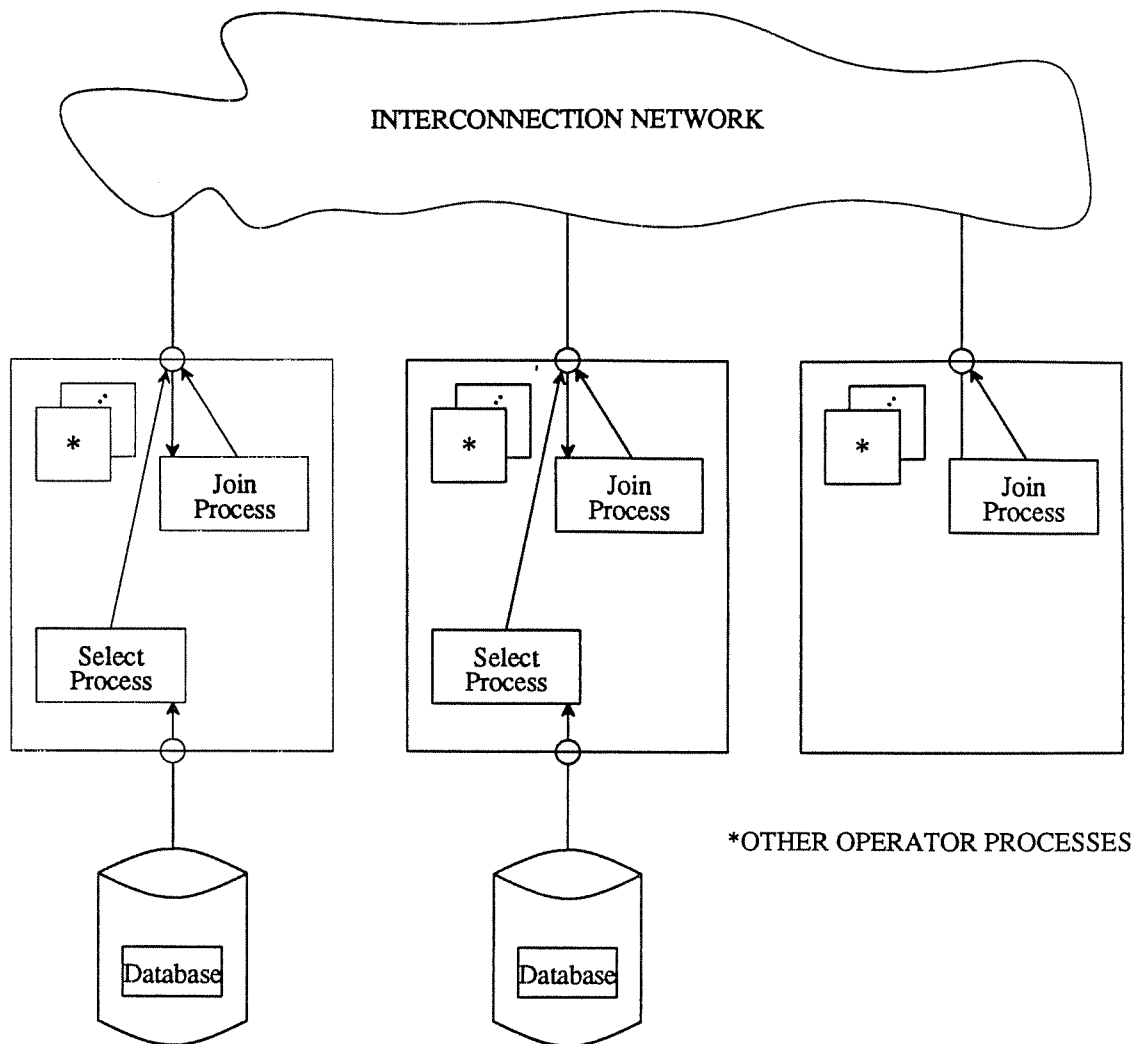 INTERCONNECTION NETWORK
*
Join
Process
Select
Process
*
Join
Process
Select
Process
*
Join
Process
*OTHER OPERATOR PROCESSES
Database
Database